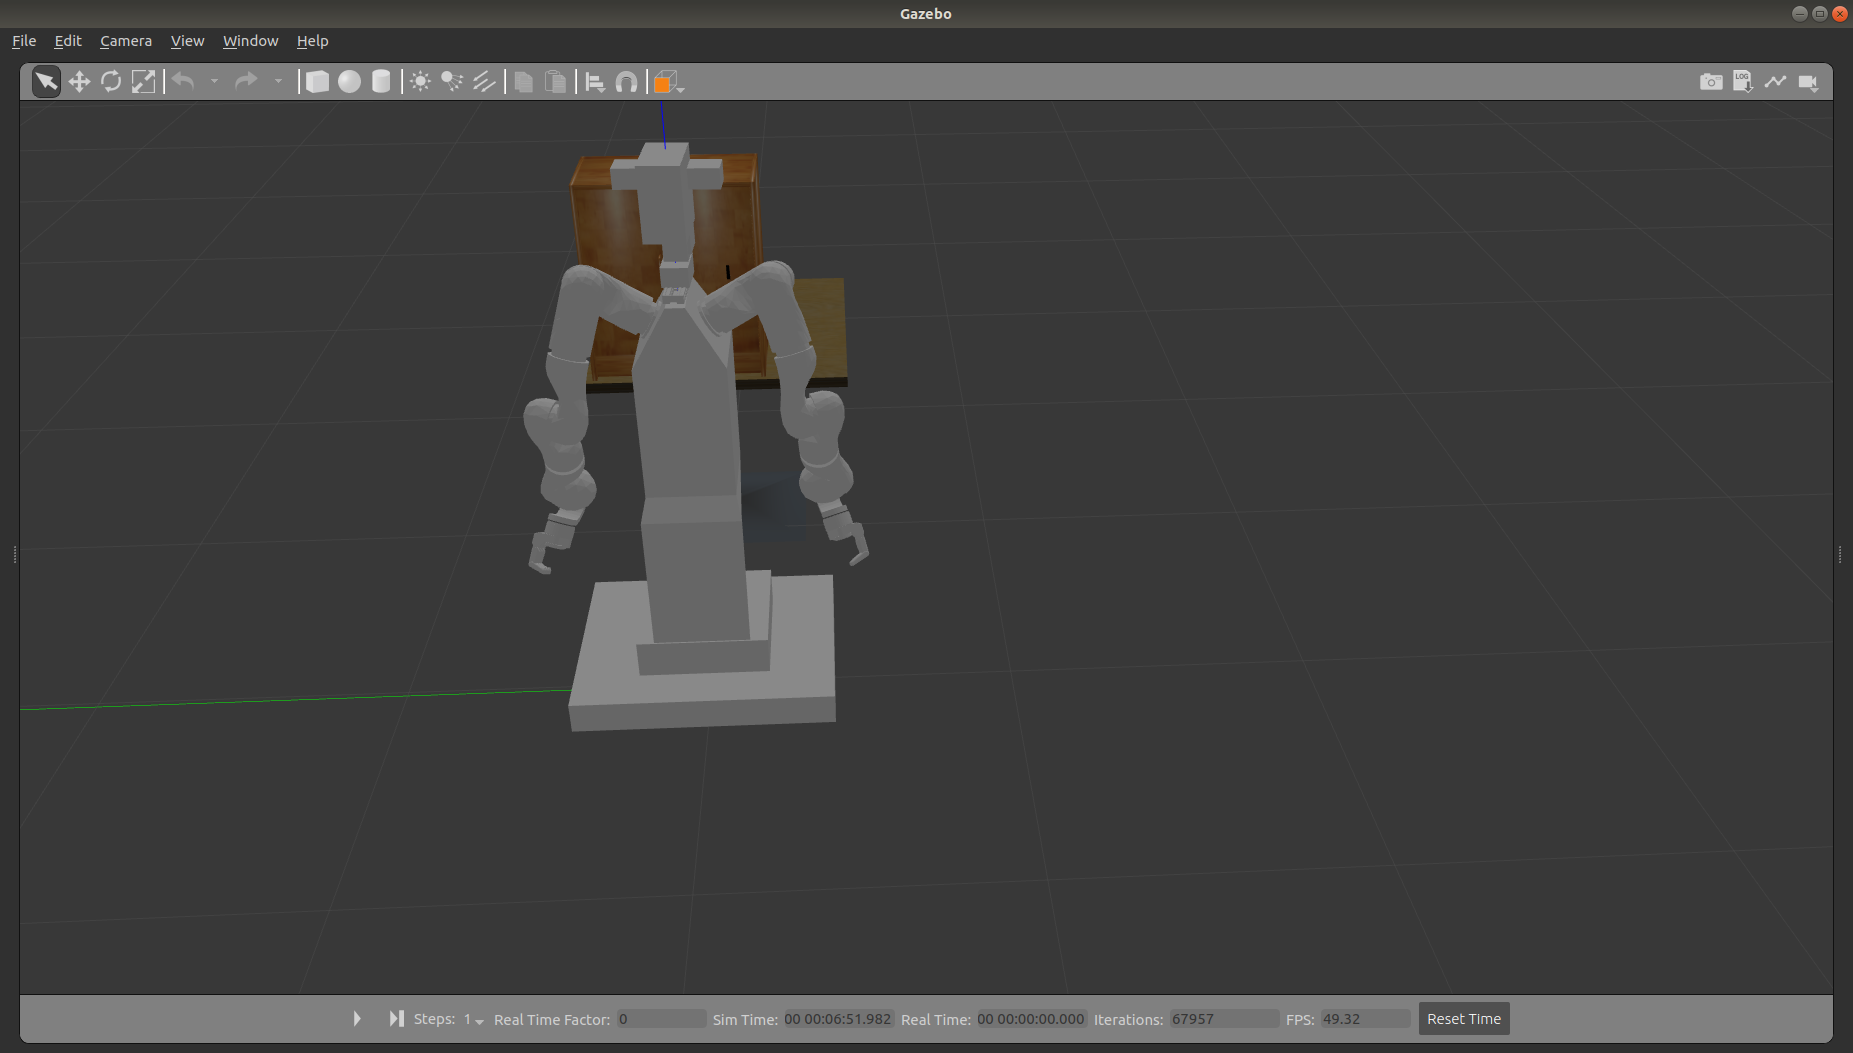 Gazebo
File Edit Camera View Window Help
LOG
Steps: 1 Real Time Factor: 0 Sim Time: 00 00:06:51.982 Real Time: 00 00:00:00.000 Iterations: 67957 FPS: 49.32 Reset Time